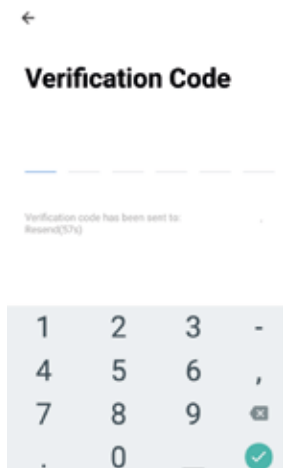 Verification Code
Verification code has been sent to:
Resend(57s)
1 2 3 -
4 5 6 ,
7 8 9
. 0 _